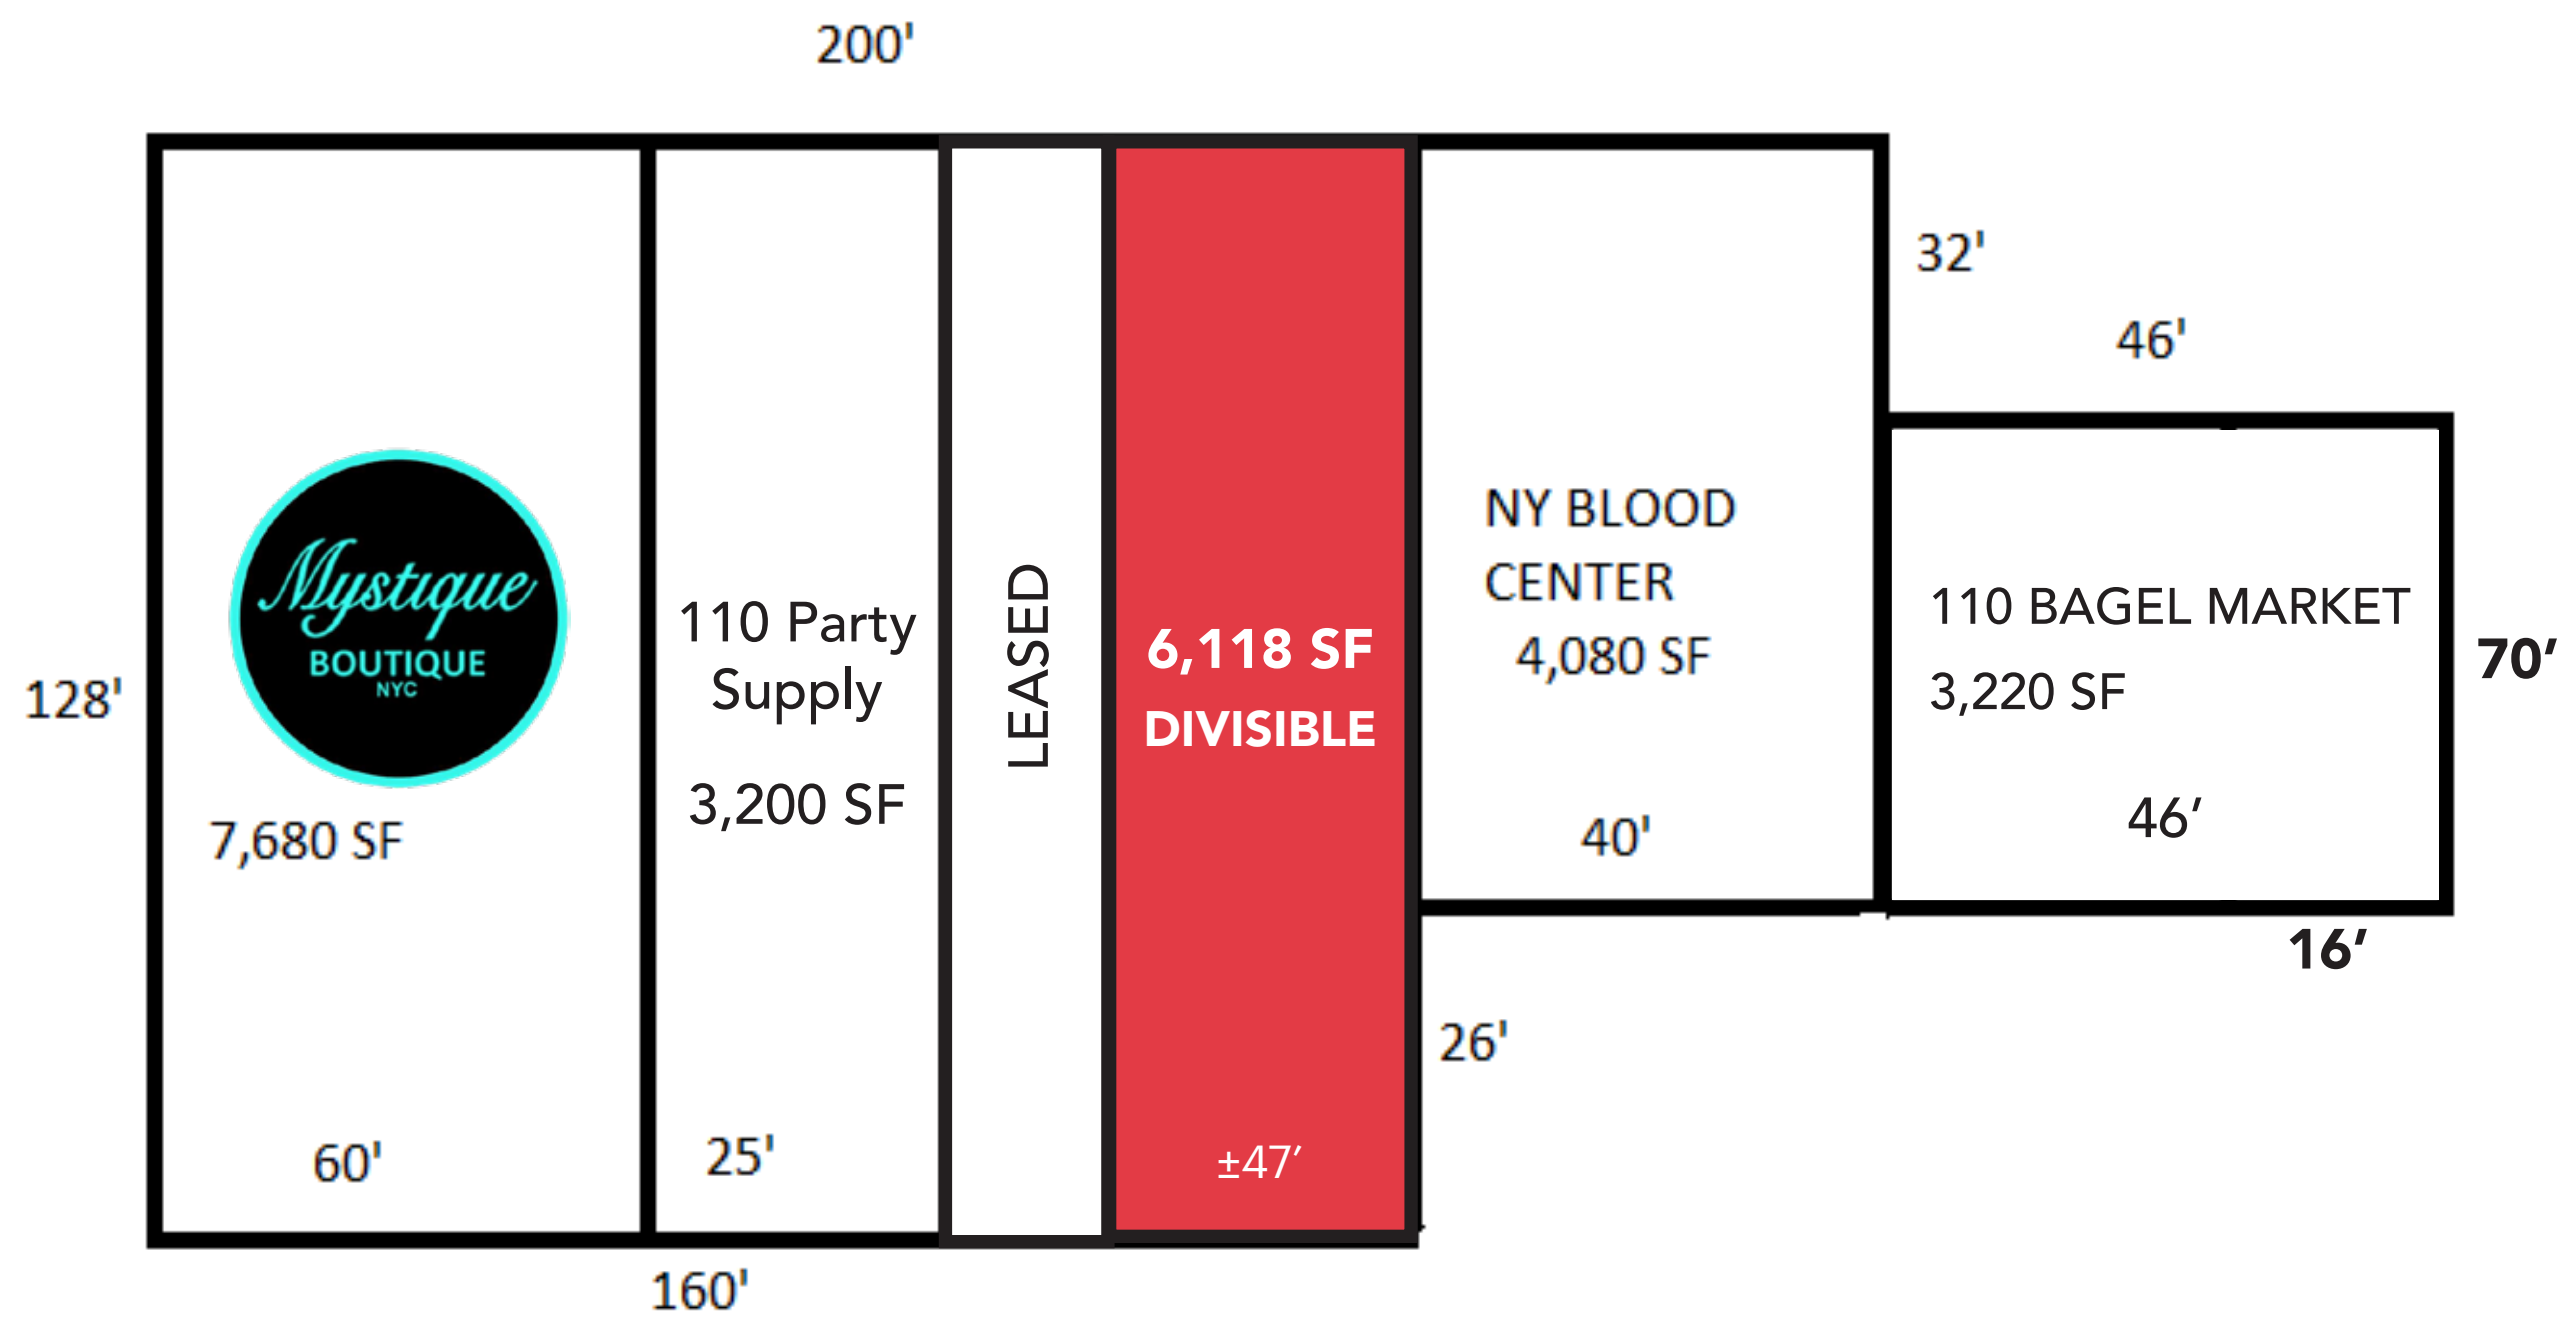 200'
32'
46'
128'
Mystique
BOUTIQUE
NYC
7,680 SF
60'
110 Party
Supply
3,200 SF
25'
LEASED
6,118 SF
DIVISIBLE
±47’
NY BLOOD
CENTER
4,080 SF
40'
110 BAGEL MARKET
3,220 SF
46’
70’
16’
26'
160'